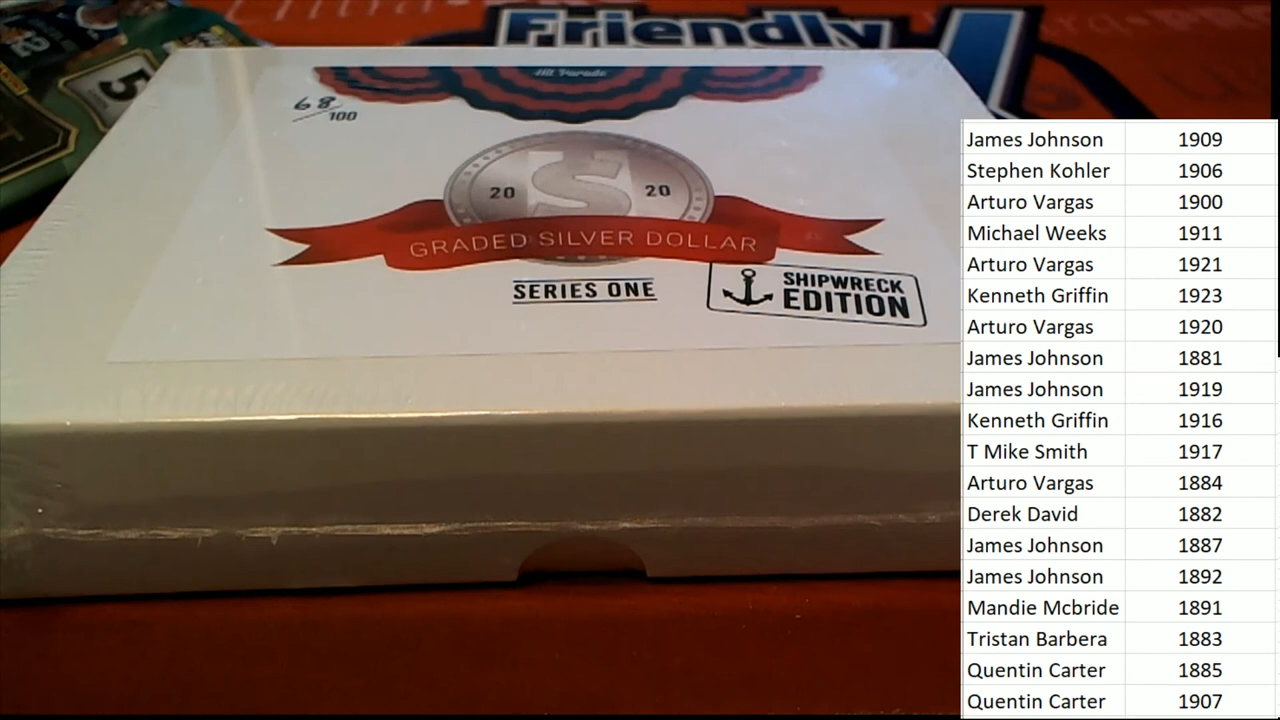 Friendly
Hit Parade
68/100
5
20 20
GRADED SILVER DOLLAR
SERIES ONE
SHIPWRECK
EDITION
James Johnson 1909
Stephen Kohler 1906
Arturo Vargas 1900
Michael Weeks 1911
Arturo Vargas 1921
Kenneth Griffin 1923
Arturo Vargas 1920
James Johnson 1881
James Johnson 1919
Kenneth Griffin 1916
T Mike Smith 1917
Arturo Vargas 1884
Derek David 1882
James Johnson 1887
James Johnson 1892
Mandie Mcbride 1891
Tristan Barbera 1883
Quentin Carter 1885
Quentin Carter 1907